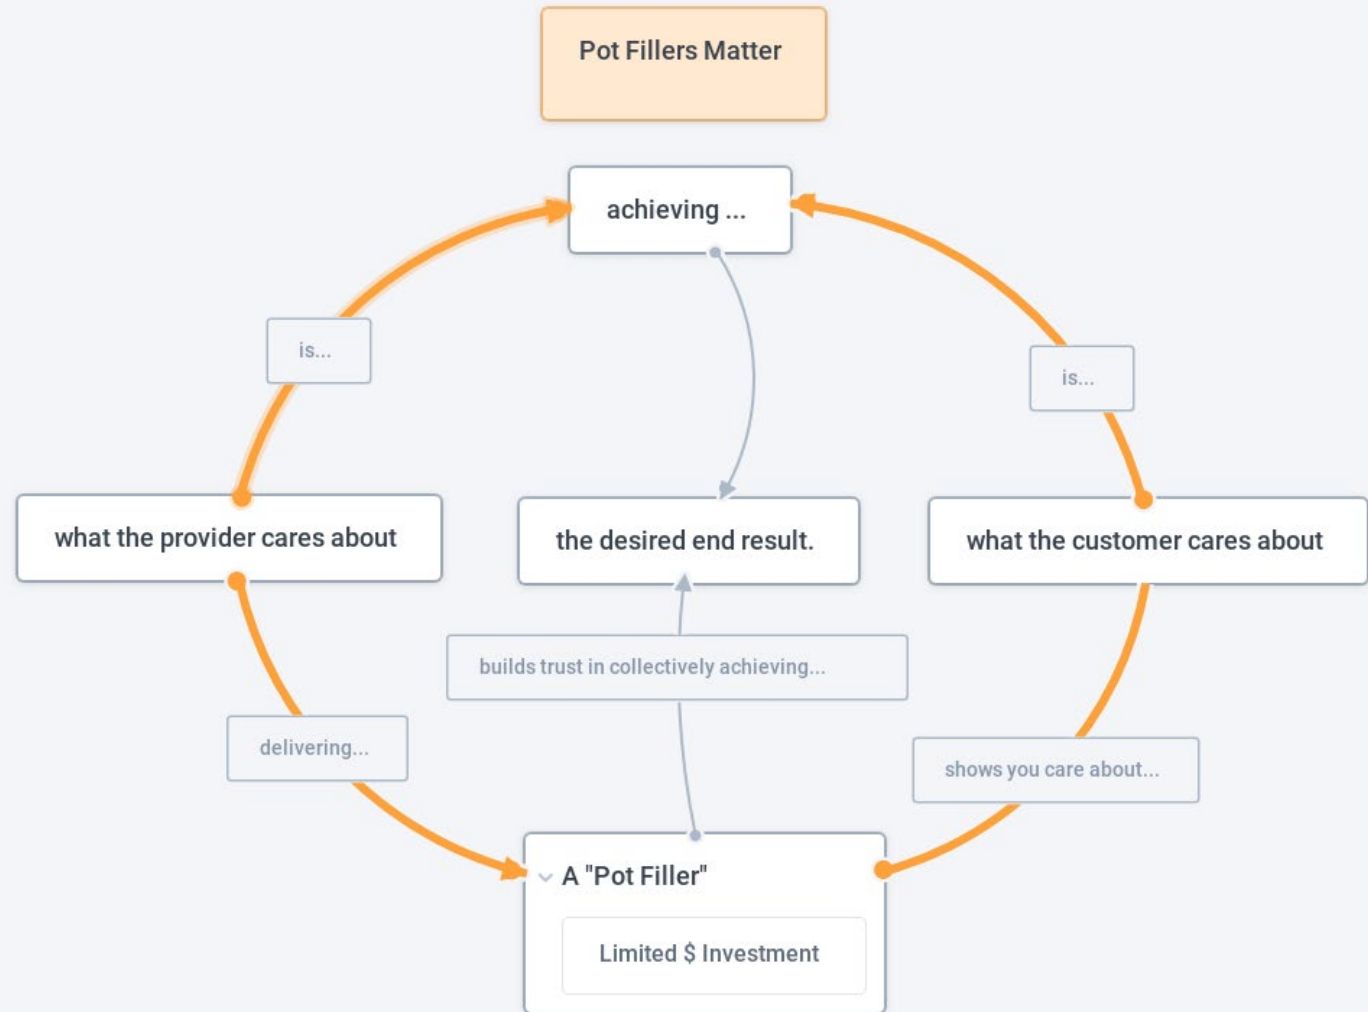 Pot Fillers Matter
achieving ...
is...
is...
what the provider cares about
the desired end result.
what the customer cares about
builds trust in collectively achieving...
delivering...
shows you care about...
A "Pot Filler"
Limited $ Investment